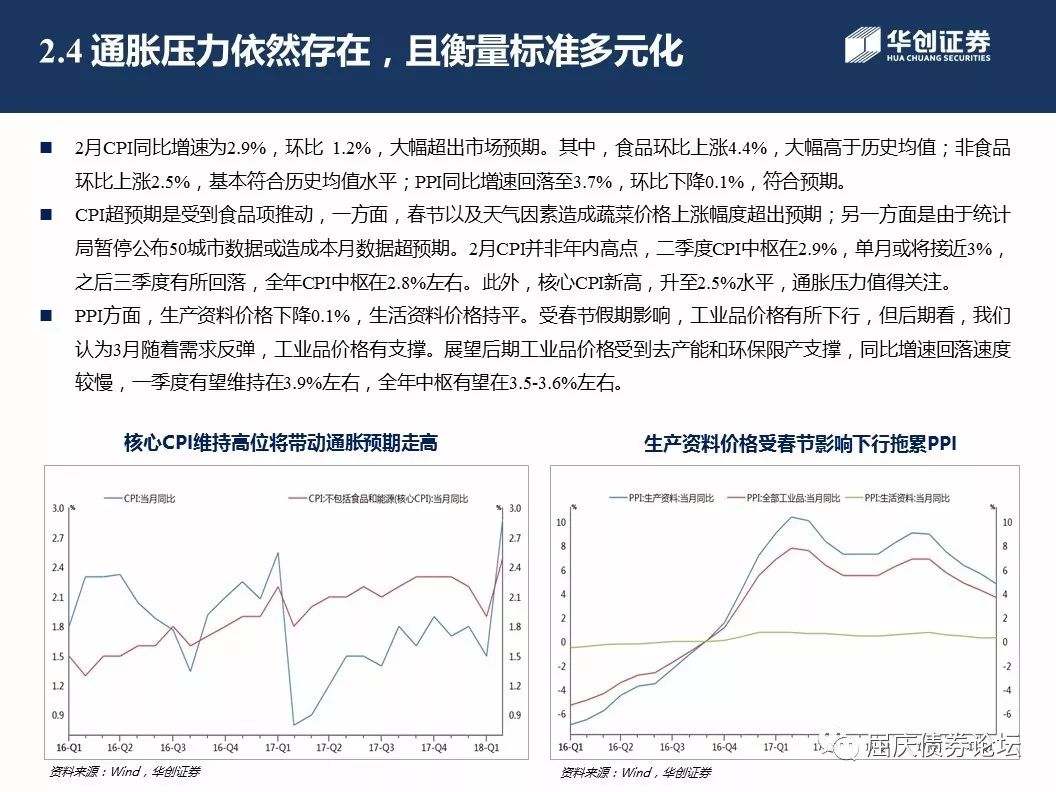 2.4 通胀压力依然存在，且衡量标准多元化
华创证券
HUA CHUANG SECURITIES
■ 2月CPI同比增速为2.9%，环比 1.2%，大幅超出市场预期。其中，食品环比上涨4.4%，大幅高于历史均值；非食品
环比上涨2.5%，基本符合历史均值水平；PPI同比增速回落至3.7%，环比下降0.1%，符合预期。
■ CPI超预期是受到食品项推动，一方面，春节以及天气因素造成蔬菜价格上涨幅度超出预期；另一方面是由于统计
局暂停公布50城市数据或造成本月数据超预期。2月CPI并非年内高点，二季度CPI中枢在2.9%，单月或将接近3%，
之后三季度有所回落，全年CPI中枢在2.8%左右。此外，核心CPI新高，升至2.5%水平，通胀压力值得关注。
■ PPI方面，生产资料价格下降0.1%，生活资料价格持平。受春节假期影响，工业品价格有所下行，但后期看，我们
认为3月随着需求反弹，工业品价格有支撑。展望后期工业品价格受到去产能和环保限产支撑，同比增速回落速度
较慢，一季度有望维持在3.9%左右，全年中枢有望在3.5-3.6%左右。
核心CPI维持高位将带动通胀预期走高
CPI:当月同比 CPI:不包括食品和能源(核心CPI):当月同比
% %
3.0 3.0
2.7 2.7
2.4 2.4
2.1 2.1
1.8 1.8
1.5 1.5
1.2 1.2
0.9 0.9
16-Q1 16-Q2 16-Q3 16-Q4 17-Q1 17-Q2 17-Q3 17-Q4 18-Q1
资料来源：Wind，华创证券
生产资料价格受春节影响下行拖累PPI
PPI:生产资料:当月同比 PPI:全部工业品:当月同比 PPI:生活资料:当月同比
% %
10 10
8 8
6 6
4 4
2 2
0 0
-2 -2
-4 -4
-6 -6
16-Q1 16-Q2 16-Q3 16-Q4 17-Q1 17-Q2
资料来源：Wind，华创证券
屈庆债券论坛